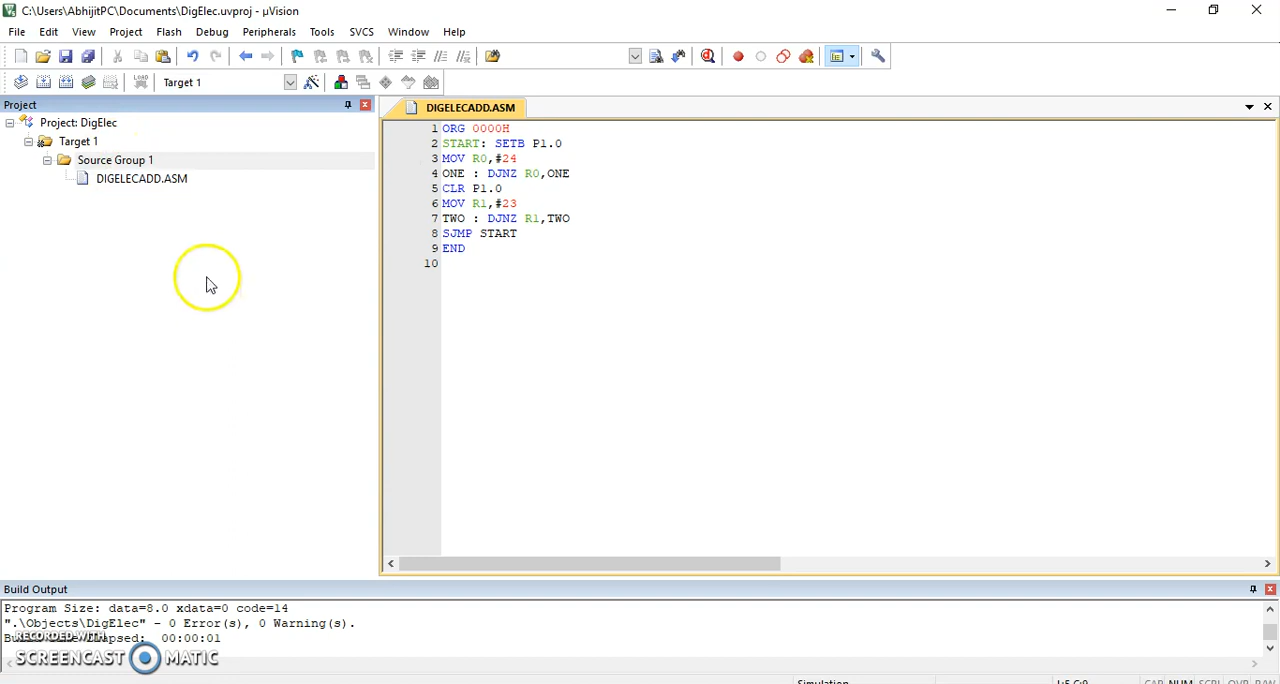 C:\Users\AbhijitPC\Documents\DigElec.uvproj - µVision
File Edit View Project Flash Debug Peripherals Tools SVCS Window Help
LOAD Target 1
Project
DIGELECADD.ASM
Project: DigElec
Target 1
Source Group 1
DIGELECADD.ASM
1 ORG 0000H
2 START: SETB P1.0
3 MOV R0,#24
4 ONE : DJNZ R0,ONE
5 CLR P1.0
6 MOV R1,#23
7 TWO : DJNZ R1,TWO
8 SJMP START
9 END
10
Build Output
Program Size: data=8.0 xdata=0 code=14
".\Objects\DigElec" - 0 Error(s), 0 Warning(s).
Build Time Elapsed: 00:00:01
RECORDED WITH
SCREENCAST MATIC
Simulation